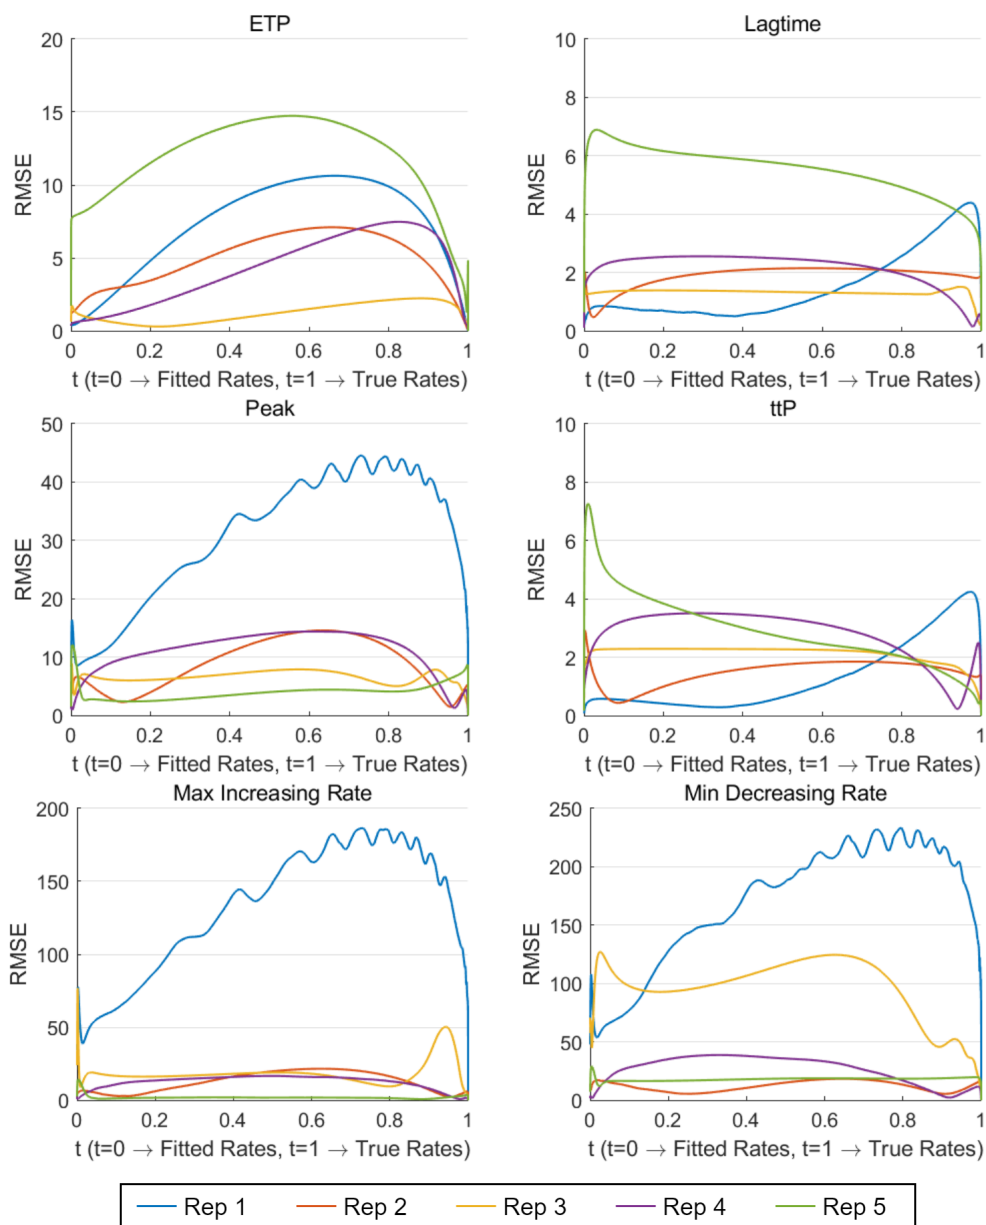 ETP
20
15
10
5
0
RMSE
0 0.2 0.4 0.6 0.8 1
t (t=0 → Fitted Rates, t=1 → True Rates)
Lagtime
10
8
6
4
2
0
RMSE
0 0.2 0.4 0.6 0.8 1
t (t=0 → Fitted Rates, t=1 → True Rates)
Peak
50
40
30
20
10
0
RMSE
0 0.2 0.4 0.6 0.8 1
t (t=0 → Fitted Rates, t=1 → True Rates)
ttP
10
8
6
4
2
0
RMSE
0 0.2 0.4 0.6 0.8 1
t (t=0 → Fitted Rates, t=1 → True Rates)
Max Increasing Rate
200
150
100
50
0
RMSE
0 0.2 0.4 0.6 0.8 1
t (t=0 → Fitted Rates, t=1 → True Rates)
Min Decreasing Rate
250
200
150
100
50
0
RMSE
0 0.2 0.4 0.6 0.8 1
t (t=0 → Fitted Rates, t=1 → True Rates)
Rep 1 Rep 2 Rep 3 Rep 4 Rep 5